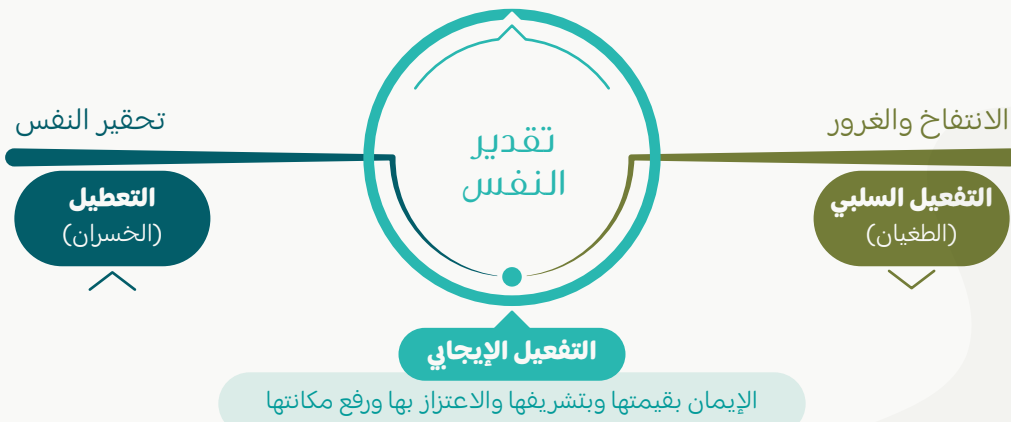 الانتفاخ والغرور
التفعيل السلبي
(الطغيان)
تقدير
النفس
تحقير النفس
التعطيل
(الخسران)
التفعيل الإيجابي
الإيمان بقيمتها وبتشريفها والاعتزاز بها ورفع مكانتها